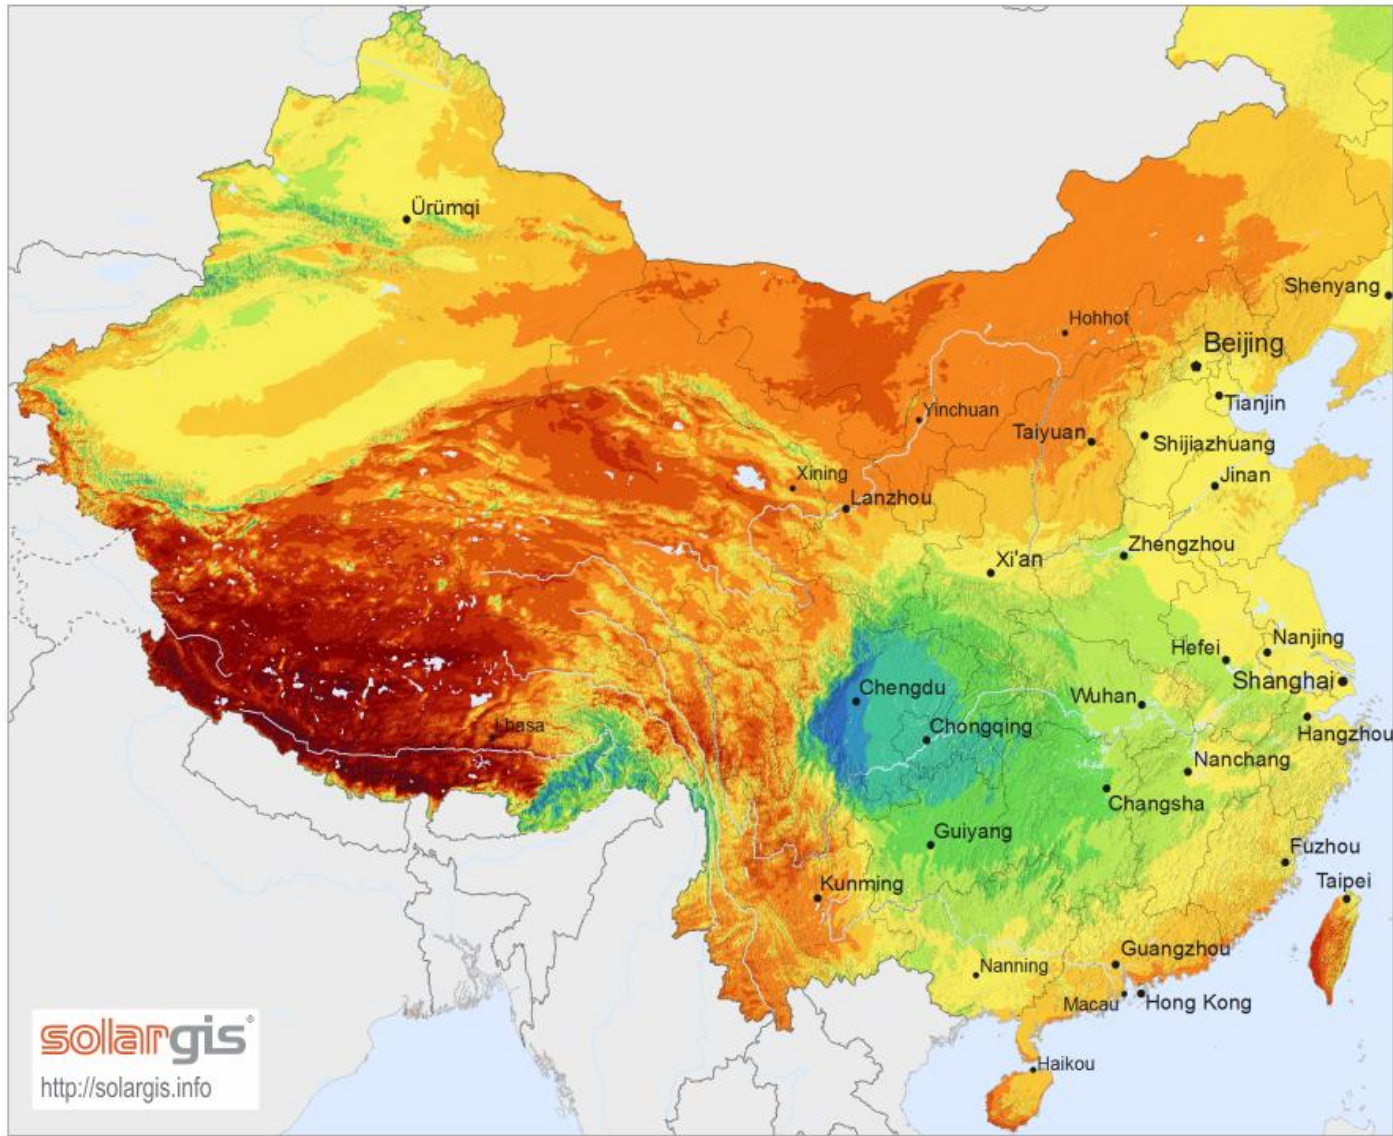 Ürümqi
Shenyang
Hohhot
Beijing
Tianjin
Yinchuan
Taiyuan
Shijiazhuang
Xining
Jinan
Lanzhou
Zhengzhou
Xi'an
Nanjing
Hefei
Shanghai
Chengdu
Wuhan
Lhasa
Chongqing
Hangzhou
Nanchang
Changsha
Guiyang
Fuzhou
Kunming
Taipei
Guangzhou
Nanning
Macau
Hong Kong
solargis
http://solargis.info
Haikou